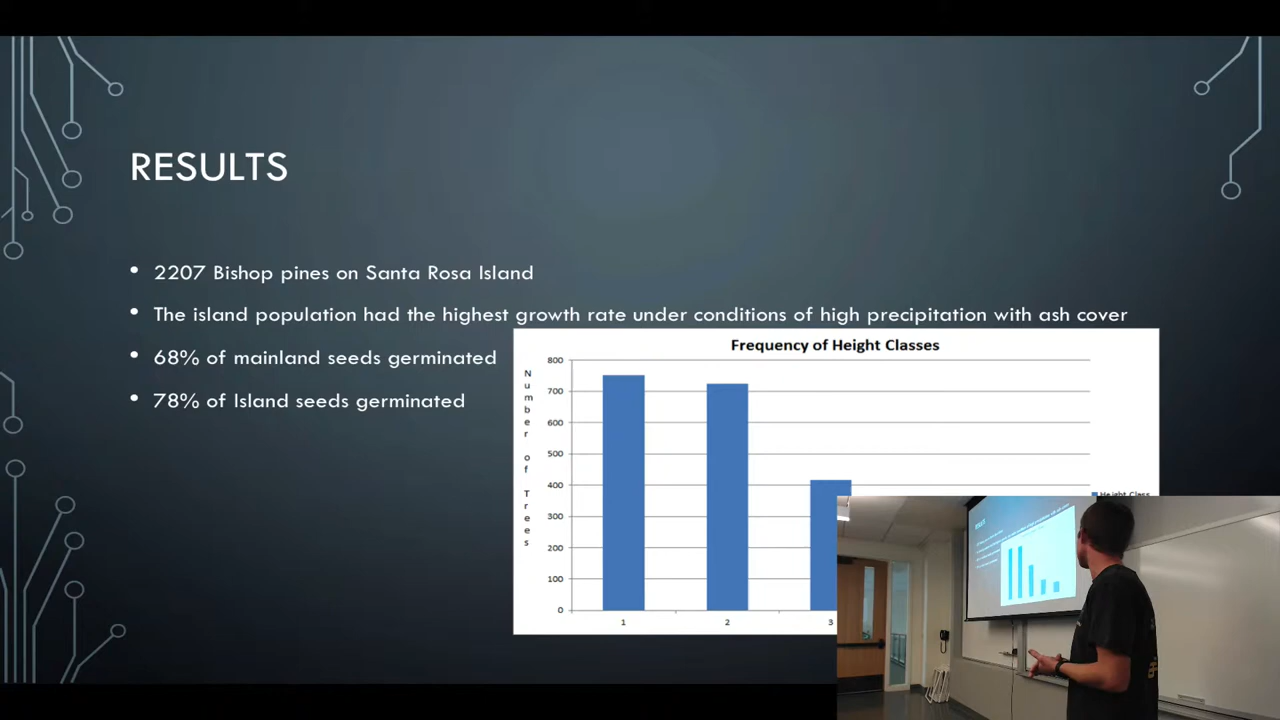 RESULTS
• 2207 Bishop pines on Santa Rosa Island
• The island population had the highest growth rate under conditions of high precipitation with ash cover
• 68% of mainland seeds germinated
• 78% of Island seeds germinated
Frequency of Height Classes
Number of Trees
800
700
600
500
400
300
200
100
0
1
2
3
Height Class
RESULTS